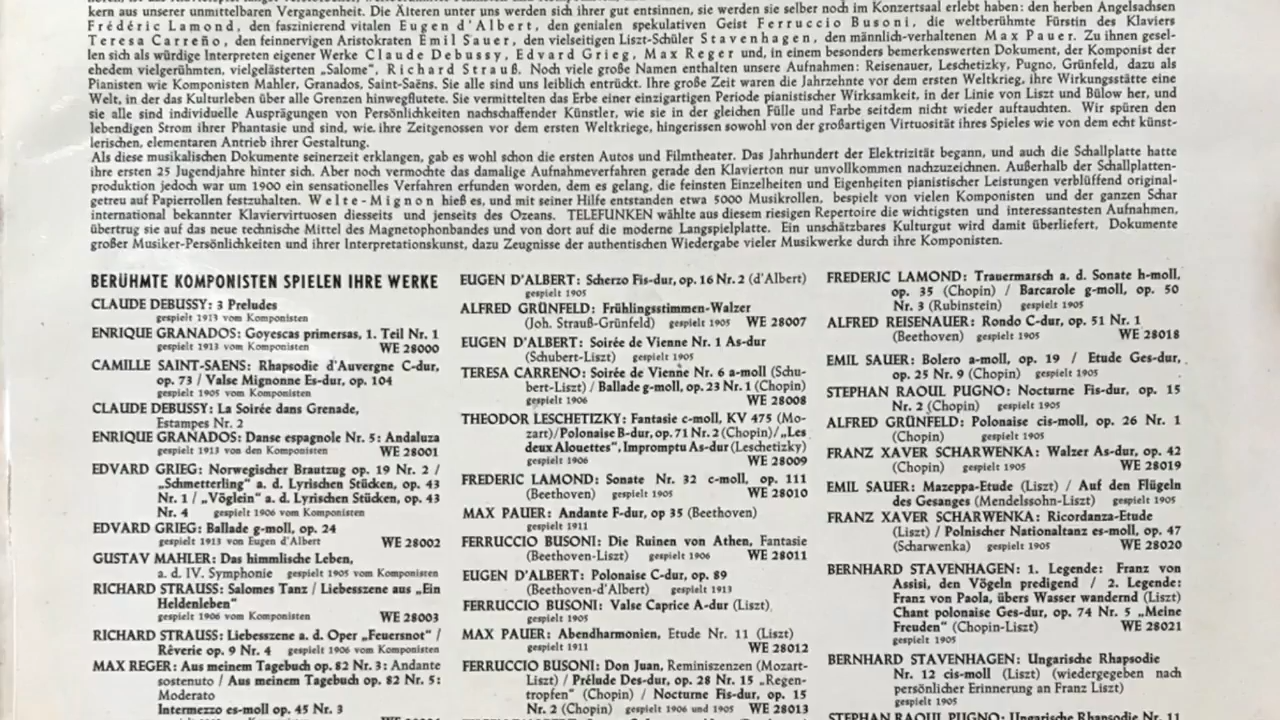 kern aus unserer unmittelbaren Vergangenheit. Die Älteren unter uns werden sich ihrer gut entsinnen, sie werden sie selber noch im Konzertsaal erlebt haben: den herben Angelsachsen
Frédéric Lamond, den faszinierend vitalen Eugen d'Albert, den genialen spekulativen Geist Ferruccio Busoni, die weltberühmte Fürstin des Klaviers
Teresa Carreño, den feinnervigen Aristokraten Emil Sauer, den vielseitigen Liszt-Schüler Stavenhagen, den männlich-verhaltenen Max Pauer. Zu ihnen gesel-
len sich als würdige Interpreten eigener Werke Claude Debussy, Edvard Grieg, Max Reger und, in einem besonders bemerkenswerten Dokument, der Komponist der
ehedem vielgerühmten, vielgelästerten „Salome", Richard Strauß. Noch viele große Namen enthalten unsere Aufnahmen: Reisenauer, Leschetizky, Pugno, Grünfeld, dazu als
Pianisten wie Komponisten Mahler, Granados, Saint-Saëns. Sie alle sind uns leiblich entrückt. Ihre große Zeit waren die Jahrzehnte vor dem ersten Weltkrieg, ihre Wirkungsstätte eine
Welt, in der das Kulturleben über alle Grenzen hinwegflutete. Sie vermittelten das Erbe einer einzigartigen Periode pianistischer Wirksamkeit, in der Linie von Liszt und Bülow her, und
sie alle sind individuelle Ausprägungen von Persönlichkeiten nachschaffender Künstler, wie sie in der gleichen Fülle und Farbe seitdem nicht wieder auftauchten. Wir spüren den
lebendigen Strom ihrer Phantasie und sind, wie ihre Zeitgenossen vor dem ersten Weltkriege, hingerissen sowohl von der großartigen Virtuosität ihres Spieles wie von dem echt künst-
lerischen, elementaren Antrieb ihrer Gestaltung.
Als diese musikalischen Dokumente seinerzeit erklangen, gab es wohl schon die ersten Autos und Filmtheater. Das Jahrhundert der Elektrizität begann, und auch die Schallplatte hatte
ihre ersten 25 Jugendjahre hinter sich. Aber noch vermochte das damalige Aufnahmeverfahren gerade den Klavierton nur unvollkommen nachzuzeichnen. Außerhalb der Schallplatten-
produktion jedoch war um 1900 ein sensationelles Verfahren erfunden worden, dem es gelang, die feinsten Einzelheiten und Eigenheiten pianistischer Leistungen verblüffend original-
getreu auf Papierrollen festzuhalten. Welte-Mignon hieß es, und mit seiner Hilfe entstanden etwa 5000 Musikrollen, bespielt von vielen Komponisten und der ganzen Schar
international bekannter Klaviervirtuosen diesseits und jenseits des Ozeans. TELEFUNKEN wählte aus diesem riesigen Repertoire die wichtigsten und interessantesten Aufnahmen,
übertrug sie auf das neue technische Mittel des Magnetophonbandes und von dort auf die moderne Langspielplatte. Ein unschätzbares Kulturgut wird damit überliefert, Dokumente
großer Musiker-Persönlichkeiten und ihrer Interpretationskunst, dazu Zeugnisse der authentischen Wiedergabe vieler Musikwerke durch ihre Komponisten.
BERÜHMTE KOMPONISTEN SPIELEN IHRE WERKE
CLAUDE DEBUSSY: 3 Preludes
gespielt 1913 vom Komponisten
ENRIQUE GRANADOS: Goyescas primersas, 1. Teil Nr. 1
gespielt 1913 vom Komponisten WE 28000
CAMILLE SAINT-SAENS: Rhapsodie d'Auvergne C-dur,
op. 73 / Valse Mignonne Es-dur, op. 104
gespielt 1905 vom Komponisten
CLAUDE DEBUSSY: La Soirée dans Grenade,
Estampes Nr. 2
ENRIQUE GRANADOS: Danse espagnole Nr. 5: Andaluza
gespielt 1913 von den Komponisten WE 28001
EDVARD GRIEG: Norwegischer Brautzug op. 19 Nr. 2 /
„Schmetterling" a. d. Lyrischen Stücken, op. 43
Nr. 1 / „Vöglein" a. d. Lyrischen Stücken, op. 43
Nr. 4 gespielt 1906 vom Komponisten
EDVARD GRIEG: Ballade g-moll, op. 24
gespielt 1913 von Eugen d'Albert WE 28002
GUSTAV MAHLER: Das himmlische Leben,
a. d. IV. Symphonie gespielt 1905 vom Komponisten
RICHARD STRAUSS: Salomes Tanz / Liebesszene aus „Ein
Heldenleben"
gespielt 1906 vom Komponisten WE 28003
RICHARD STRAUSS: Liebesszene a. d. Oper „Feuersnot" /
Rêverie op. 9 Nr. 4 gespielt 1906 vom Komponisten
MAX REGER: Aus meinem Tagebuch op. 82 Nr. 3: Andante
sostenuto / Aus meinem Tagebuch op. 82 Nr. 5:
Moderato
Intermezzo es-moll op. 45 Nr. 3
EUGEN D'ALBERT: Scherzo Fis-dur, op. 16 Nr. 2 (d'Albert)
gespielt 1905
ALFRED GRÜNFELD: Frühlingsstimmen-Walzer
(Joh. Strauß-Grünfeld) gespielt 1905 WE 28007
EUGEN D'ALBERT: Soirée de Vienne Nr. 1 As-dur
(Schubert-Liszt) gespielt 1905
TERESA CARRENO: Soirée de Vienne Nr. 6 a-moll (Schu-
bert-Liszt) / Ballade g-moll, op. 23 Nr. 1 (Chopin)
gespielt 1906 WE 28008
THEODOR LESCHETIZKY: Fantasie c-moll, KV 475 (Mo-
zart)/Polonaise B-dur, op. 71 Nr. 2 (Chopin)/„Les
deux Alouettes", Impromptu As-dur (Leschetizky)
gespielt 1906 WE 28009
FREDERIC LAMOND: Sonate Nr. 32 c-moll, op. 111
(Beethoven) gespielt 1905 WE 28010
MAX PAUER: Andante F-dur, op 35 (Beethoven)
gespielt 1911
FERRUCCIO BUSONI: Die Ruinen von Athen, Fantasie
(Beethoven-Liszt) gespielt 1906 WE 28011
EUGEN D'ALBERT: Polonaise C-dur, op. 89
(Beethoven-d'Albert) gespielt 1913
FERRUCCIO BUSONI: Valse Caprice A-dur (Liszt)
gespielt 1905
MAX PAUER: Abendharmonien, Etude Nr. 11 (Liszt)
gespielt 1911 WE 28012
FERRUCCIO BUSONI: Don Juan, Reminiszenzen (Mozart-
Liszt) / Prélude Des-dur, op. 28 Nr. 15 „Regen-
tropfen" (Chopin) / Nocturne Fis-dur, op. 15
Nr. 2 (Chopin) gespielt 1906 und 1905 WE 28013
FREDERIC LAMOND: Trauermarsch a. d. Sonate h-moll,
op. 35 (Chopin) / Barcarole g-moll, op. 50
Nr. 3 (Rubinstein) gespielt 1905
ALFRED REISENAUER: Rondo C-dur, op. 51 Nr. 1
(Beethoven) gespielt 1905 WE 28018
EMIL SAUER: Bolero a-moll, op. 19 / Etude Ges-dur,
op. 25 Nr. 9 (Chopin) gespielt 1905
STEPHAN RAOUL PUGNO: Nocturne Fis-dur, op. 15
Nr. 2 (Chopin) gespielt 1905
ALFRED GRÜNFELD: Polonaise cis-moll, op. 26 Nr. 1
(Chopin) gespielt 1905
FRANZ XAVER SCHARWENKA: Walzer As-dur, op. 42
(Chopin) gespielt 1905 WE 28019
EMIL SAUER: Mazeppa-Etude (Liszt) / Auf den Flügeln
des Gesanges (Mendelssohn-Liszt) gespielt 1905
FRANZ XAVER SCHARWENKA: Ricordanza-Etude
(Liszt) / Polnischer Nationaltanz es-moll, op. 47
(Scharwenka) gespielt 1905 WE 28020
BERNHARD STAVENHAGEN: 1. Legende: Franz von
Assisi, den Vögeln predigend / 2. Legende:
Franz von Paola, übers Wasser wandernd (Liszt)
Chant polonaise Ges-dur, op. 74 Nr. 5 „Meine
Freuden" (Chopin-Liszt) WE 28021
gespielt 1905
BERNHARD STAVENHAGEN: Ungarische Rhapsodie
Nr. 12 cis-moll (Liszt) (wiedergegeben nach
persönlicher Erinnerung an Franz Liszt)
gespielt 1905
STEPHAN RAOUL PUGNO: Ungarische Rhapsodie Nr. 11